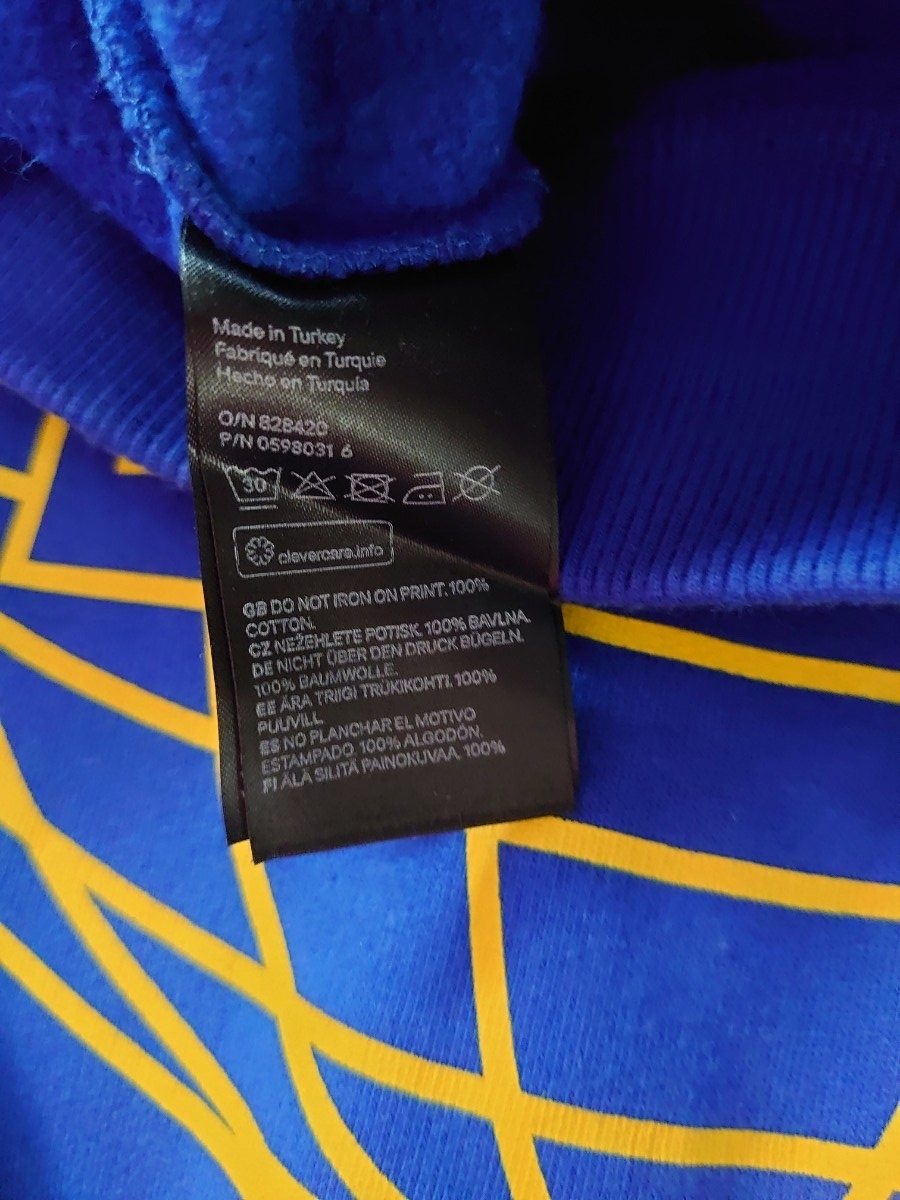 Made in Turkey
Fabriqué en Turquie
Hecho en Turquía
O/N 828420
P/N 0598031 6
30
clevercare.info
GB DO NOT IRON ON PRINT. 100%
COTTON.
CZ NEŽEHLETE POTISK. 100% BAVLNA.
DE NICHT ÜBER DEN DRUCK BÜGELN.
100% BAUMWOLLE.
EE ÄRA TRIIGI TRÜKIKOHTI. 100%
PUUVILL
ES NO PLANCHAR EL MOTIVO
ESTAMPADO. 100% ALGODÓN.
FI ÄLÄ SILITÄ PAINOKUVAA. 100%